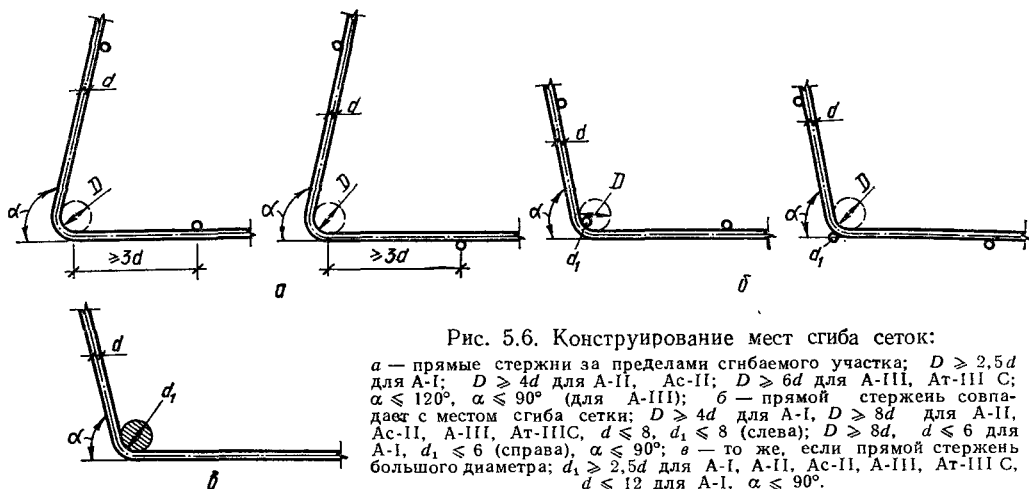 d
D
α
≥3d
d
D
α
≥3d
а
d
D
α
d₁
d
α
d₁
б
d
d₁
α
в
Рис. 5.6. Конструирование мест сгиба сеток:
а — прямые стержни за пределами сгибаемого участка; D ⩾ 2,5d
для А-I; D ⩾ 4d для А-II, Ас-II; D ⩾ 6d для А-III, Ат-III С;
α ⩽ 120°, α ⩽ 90° (для А-III); б — прямой стержень совпа-
дает с местом сгиба сетки; D ⩾ 4d для А-I, D ⩾ 8d для А-II,
Ас-II, А-III, Ат-IIIС, d ⩽ 8, d₁ ⩽ 8 (слева); D ⩾ 8d, d ⩽ 6 для
А-I, d₁ ⩽ 6 (справа), α ⩽ 90°; в — то же, если прямой стержень
большого диаметра; d₁ ⩾ 2,5d для А-I, А-II, Ас-II, А-III, Ат-III С,
d ⩽ 12 для А-I, α ⩽ 90°.